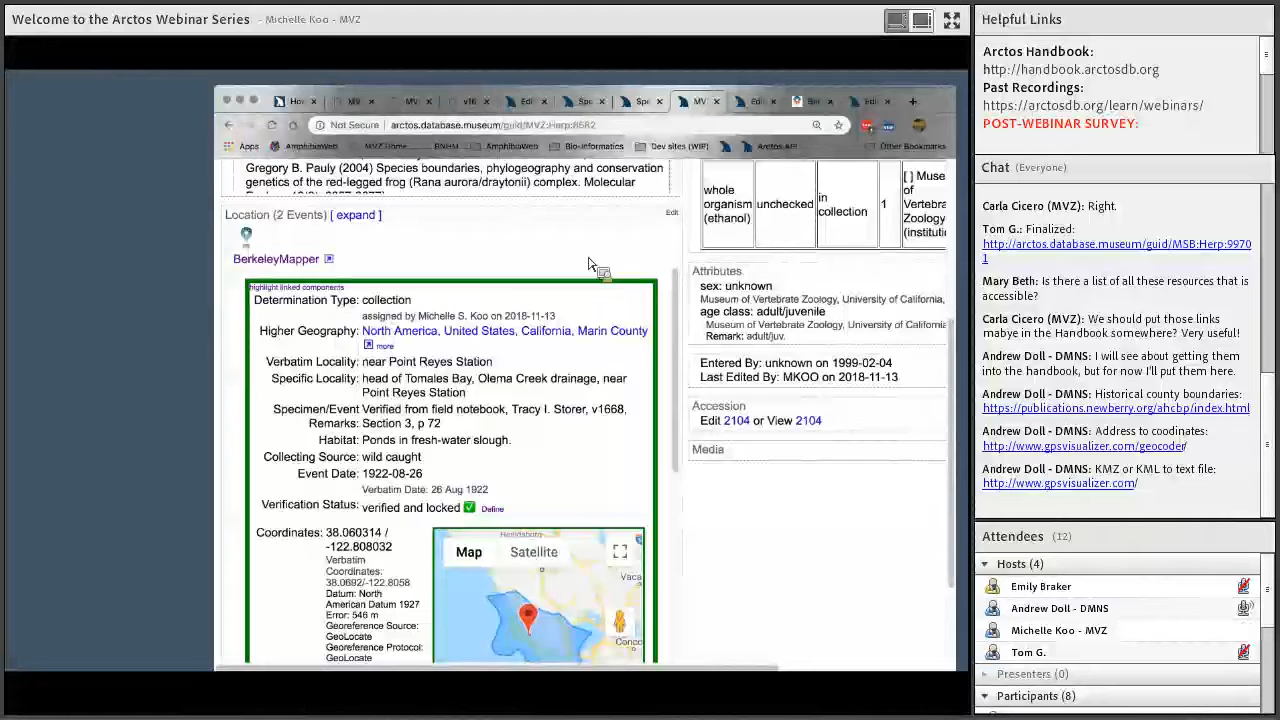 Welcome to the Arctos Webinar Series - Michelle Koo - MVZ
Hov
MV
MV
v16
Edi
Spe
Spe
MV
Edi
Edi
Not Secure
arctos.database.museum/guid/MVZ:Herp:8582
Apps
AmphibiaWeb
MVZ Home
BNHM
AmphibiaWeb
Bio-informatics
Dev sites (WIP)
Arctos API
Other Bookmarks
Gregory B. Pauly (2004) Species boundaries, phylogeography and conservation
genetics of the red-legged frog (Rana aurora/draytonii) complex. Molecular
Location (2 Events) [ expand ]
Edit
BerkeleyMapper
highlight linked components
Determination Type: collection
assigned by Michelle S. Koo on 2018-11-13
Higher Geography: North America, United States, California, Marin County
more
Verbatim Locality: near Point Reyes Station
Specific Locality: head of Tomales Bay, Olema Creek drainage, near
Point Reyes Station
Specimen/Event Verified from field notebook, Tracy I. Storer, v1668,
Remarks: Section 3, p 72
Habitat: Ponds in fresh-water slough.
Collecting Source: wild caught
Event Date: 1922-08-26
Verbatim Date: 26 Aug 1922
Verification Status: verified and locked Define
Coordinates: 38.060314 /
-122.808032
Verbatim
Coordinates:
38.0692/-122.8058
Datum: North
American Datum 1927
Error: 546 m
Georeference Source:
GeoLocate
Georeference Protocol:
GeoLocate
Healdsburg
Map
Satellite
Vaca
Conco
whole
organism
(ethanol)
unchecked
in
collection
1
[ ] Muse
of
Vertebra
Zoology
(institutio
Attributes
sex: unknown
Museum of Vertebrate Zoology, University of California,
age class: adult/juvenile
Museum of Vertebrate Zoology, University of California,
Remark: adult/juv.
Entered By: unknown on 1999-02-04
Last Edited By: MKOO on 2018-11-13
Accession
Edit 2104 or View 2104
Media
Helpful Links
Arctos Handbook:
http://handbook.arctosdb.org
Past Recordings:
https://arctosdb.org/learn/webinars/
POST-WEBINAR SURVEY:
Chat (Everyone)
Carla Cicero (MVZ): Right.
Tom G.: Finalized:
http://arctos.database.museum/guid/MSB:Herp:9970
1
Mary Beth: Is there a list of all these resources that is
accessible?
Carla Cicero (MVZ): We should put those links
mabye in the Handbook somewhere? Very useful!
Andrew Doll - DMNS: I will see about getting them
into the handbook, but for now I'll put them here.
Andrew Doll - DMNS: Historical county boundaries:
https://publications.newberry.org/ahcbp/index.html
Andrew Doll - DMNS: Address to coodinates:
http://www.gpsvisualizer.com/geocoder/
Andrew Doll - DMNS: KMZ or KML to text file:
http://www.gpsvisualizer.com/
Attendees (12)
Hosts (4)
Emily Braker
Andrew Doll - DMNS
Michelle Koo - MVZ
Tom G.
Presenters (0)
Participants (8)